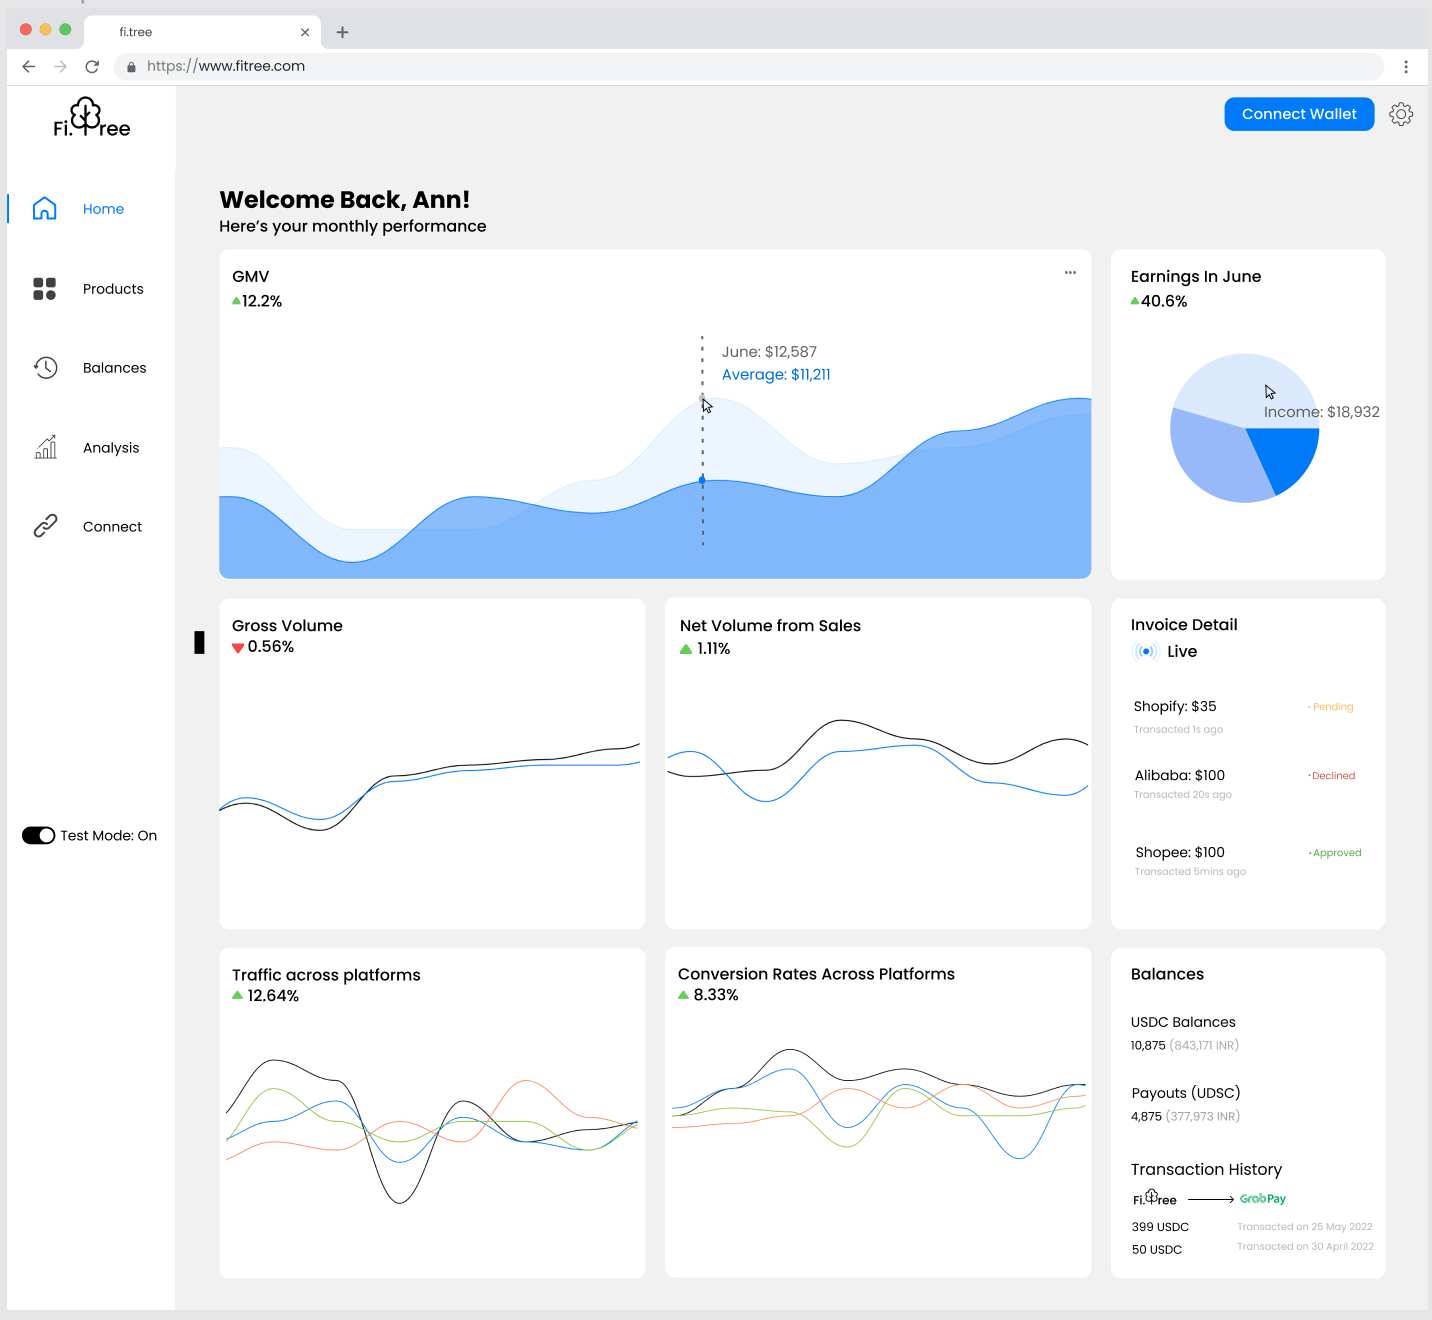 fi.tree
https://www.fitree.com
Fi.Tree
Connect Wallet
Home
Products
Balances
Analysis
Connect
Test Mode: On
Welcome Back, Ann!
Here's your monthly performance
GMV
12.2%
June: $12,587
Average: $11,211
Earnings In June
40.6%
Income: $18,932
Gross Volume
0.56%
Net Volume from Sales
1.11%
Invoice Detail
Live
Shopify: $35
• Pending
Transacted 1s ago
Alibaba: $100
• Declined
Transacted 20s ago
Shopee: $100
• Approved
Transacted 5mins ago
Traffic across platforms
12.64%
Conversion Rates Across Platforms
8.33%
Balances
USDC Balances
10,875 (843,171 INR)
Payouts (UDSC)
4,875 (377,973 INR)
Transaction History
Fi.Tree GrabPay
399 USDC Transacted on 25 May 2022
50 USDC Transacted on 30 April 2022